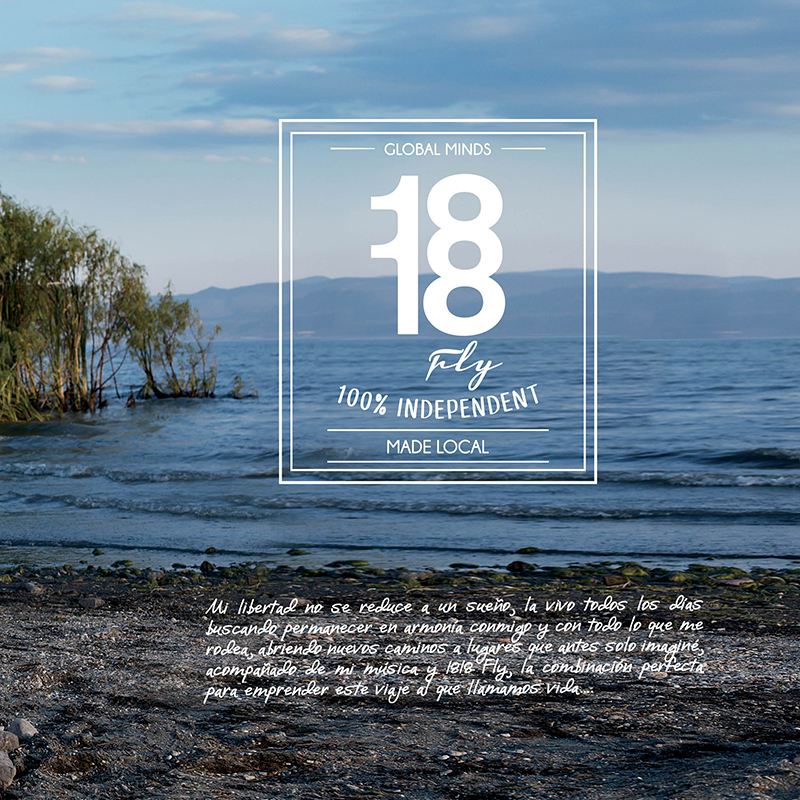 GLOBAL MINDS
18
18
Fly
100% INDEPENDENT
MADE LOCAL
Mi libertad no se reduce a un sueño, la vivo todos los días
buscando permanecer en armonía conmigo y con todo lo que me
rodea, abriendo nuevos caminos a lugares que antes solo imaginé,
acompañado de mi música y 1818 Fly, la combinación perfecta
para emprender este viaje al que llamamos vida...